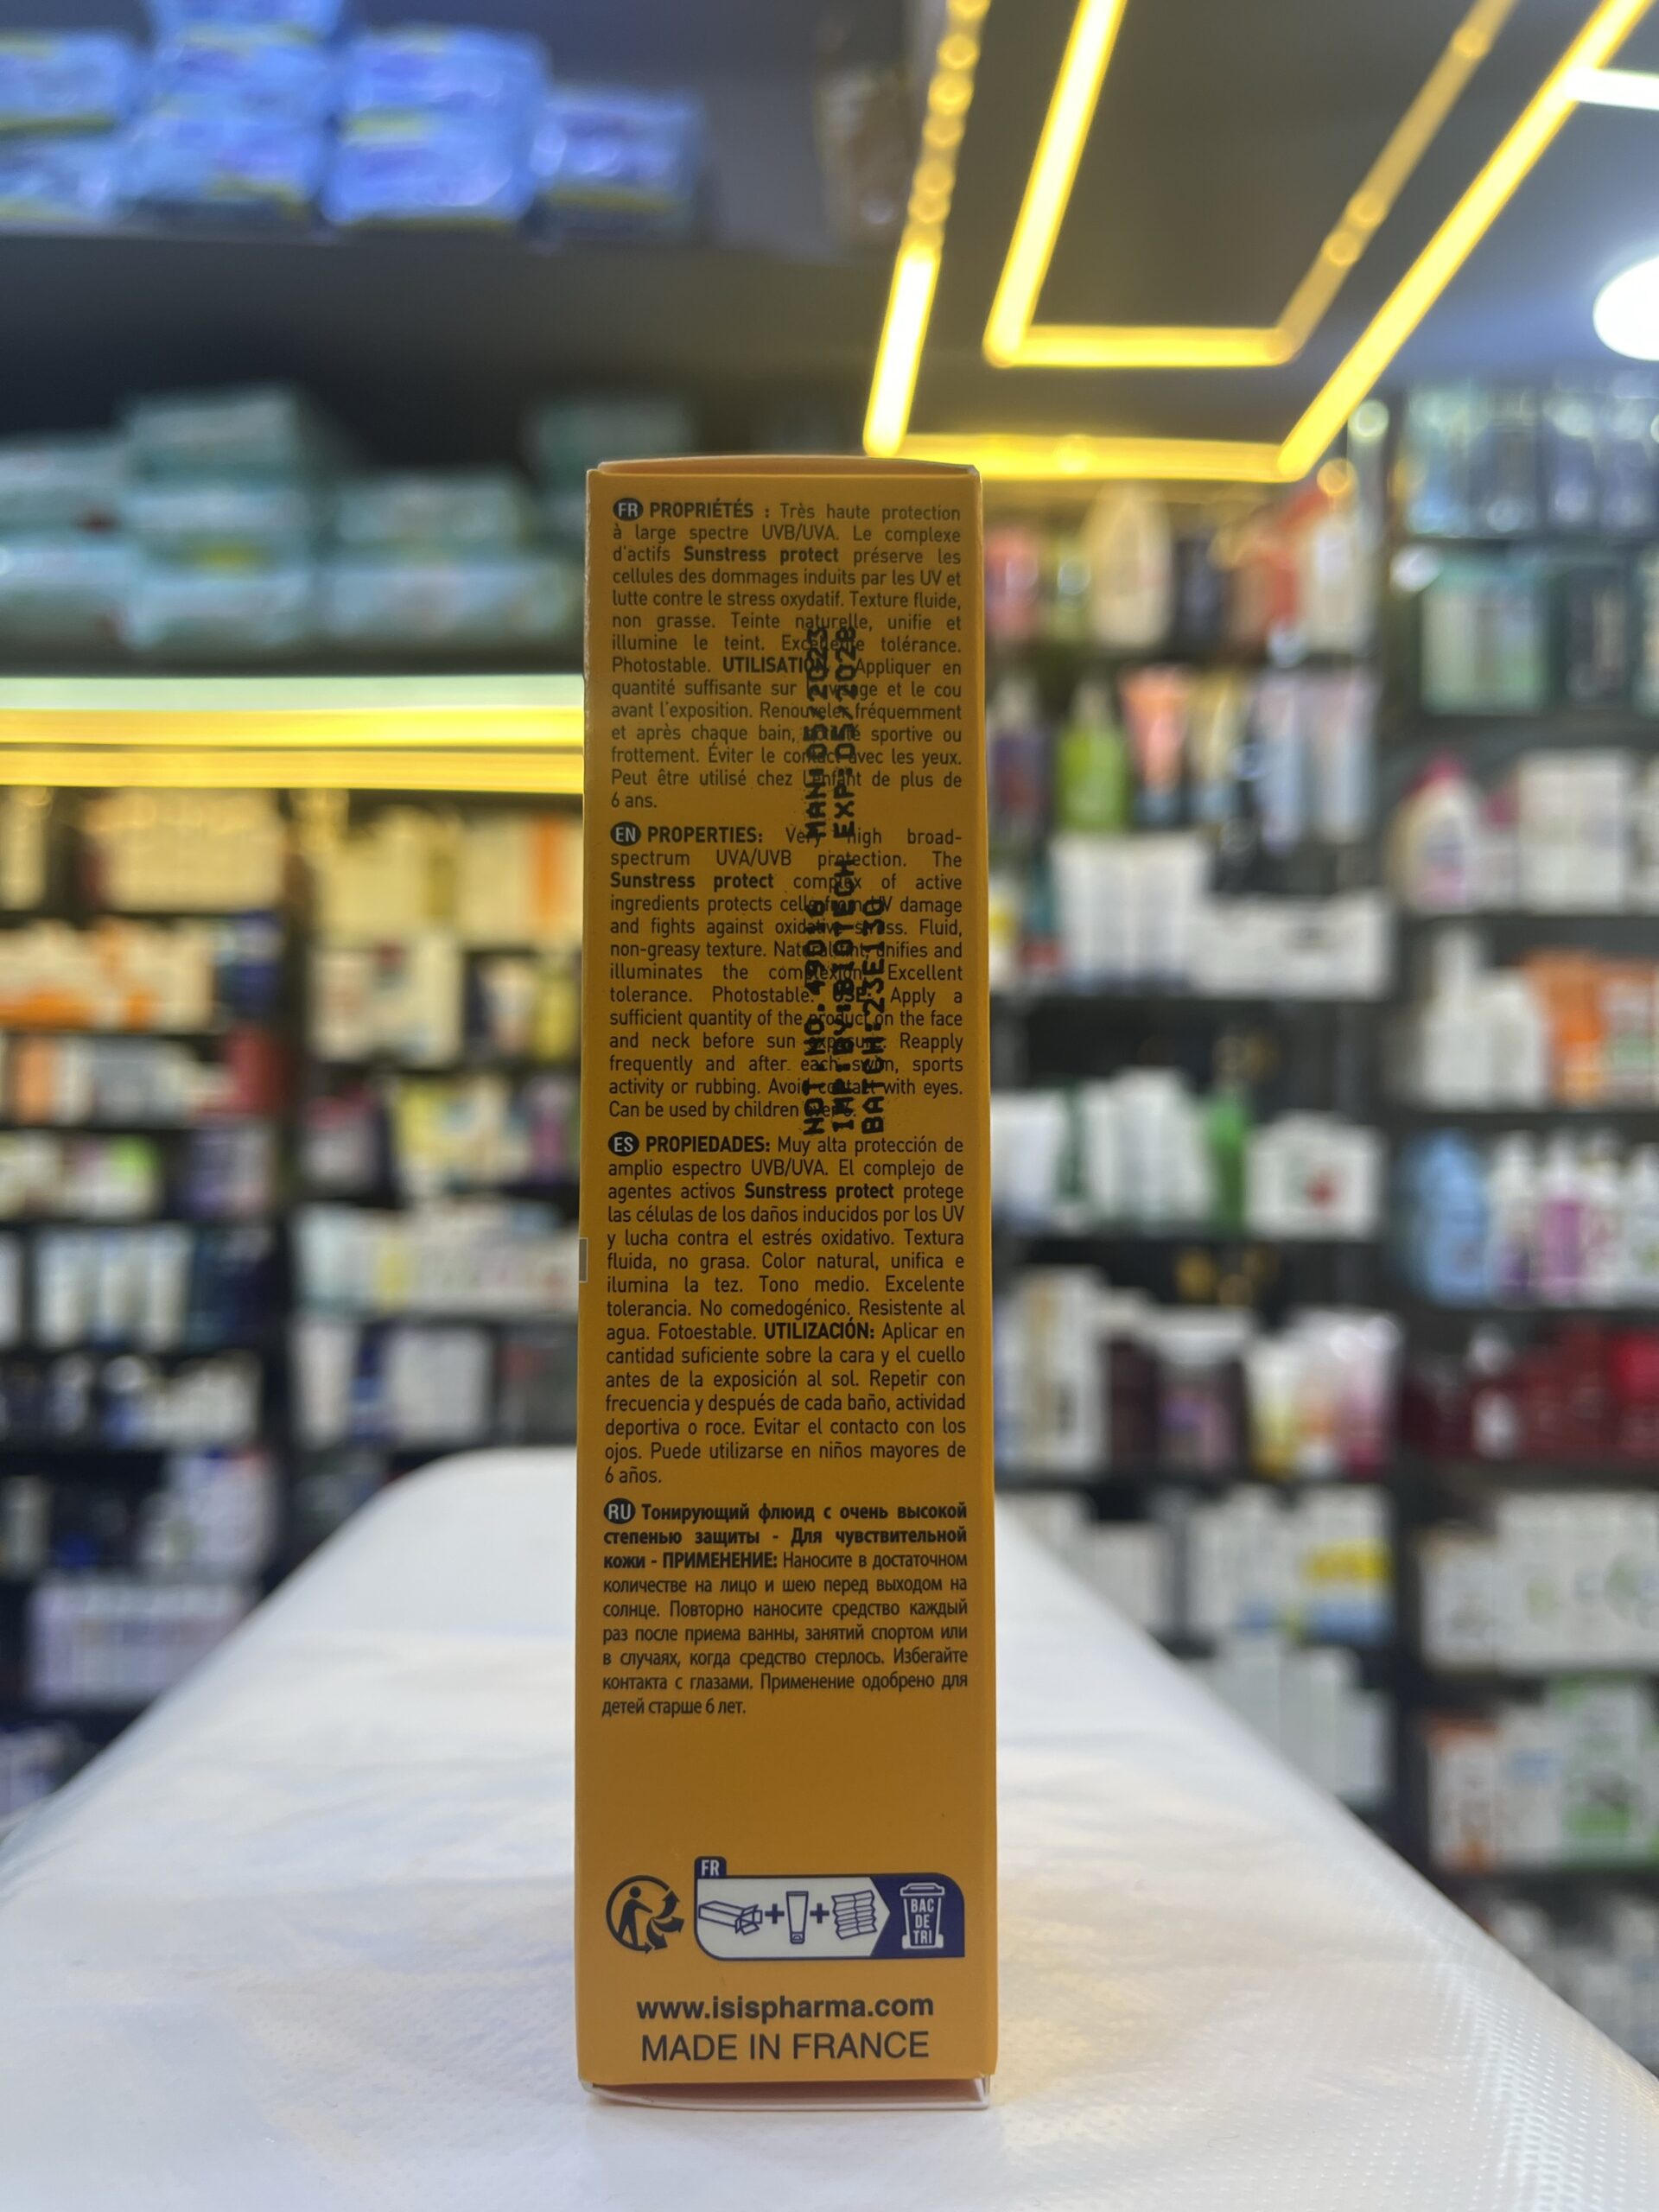 FR PROPRIÉTÉS : Très haute protection
à large spectre UVB/UVA. Le complexe
d'actifs Sunstress protect préserve les
cellules des dommages induits par les UV et
lutte contre le stress oxydatif. Texture fluide,
non grasse. Teinte naturelle, unifie et
illumine le teint. Excellente tolérance.
Photostable. UTILISATION: Appliquer en
quantité suffisante sur le visage et le cou
avant l'exposition. Renouveler fréquemment
et après chaque bain, activité sportive ou
frottement. Éviter le contact avec les yeux.
Peut être utilisé chez l'enfant de plus de
6 ans.
EN PROPERTIES: Very high broad-
spectrum UVA/UVB protection. The
Sunstress protect complex of active
ingredients protects cells from UV damage
and fights against oxidative stress. Fluid,
non-greasy texture. Natural tint, unifies and
illuminates the complexion. Excellent
tolerance. Photostable. USE: Apply a
sufficient quantity of the product on the face
and neck before sun exposure. Reapply
frequently and after each swim, sports
activity or rubbing. Avoid contact with eyes.
Can be used by children over 6.
NOT NO. MAN:05/2023
IMP: BY:BIOTECH EXP:05/2028
BATCH:23E130
ES PROPIEDADES: Muy alta protección de
amplio espectro UVB/UVA. El complejo de
agentes activos Sunstress protect protege
las células de los daños inducidos por los UV
y lucha contra el estrés oxidativo. Textura
fluida, no grasa. Color natural, unifica e
ilumina la tez. Tono medio. Excelente
tolerancia. No comedogénico. Resistente al
agua. Fotoestable. UTILIZACIÓN: Aplicar en
cantidad suficiente sobre la cara y el cuello
antes de la exposición al sol. Repetir con
frecuencia y después de cada baño, actividad
deportiva o roce. Evitar el contacto con los
ojos. Puede utilizarse en niños mayores de
6 años.
RU Тонирующий флюид с очень высокой
степенью защиты - Для чувствительной
кожи - ПРИМЕНЕНИЕ: Наносите в достаточном
количестве на лицо и шею перед выходом на
солнце. Повторно наносите средство каждый
раз после приема ванны, занятий спортом или
в случаях, когда средство стерлось. Избегайте
контакта с глазами. Применение одобрено для
детей старше 6 лет.
FR
BAC
DE
TRI
www.isispharma.com
MADE IN FRANCE